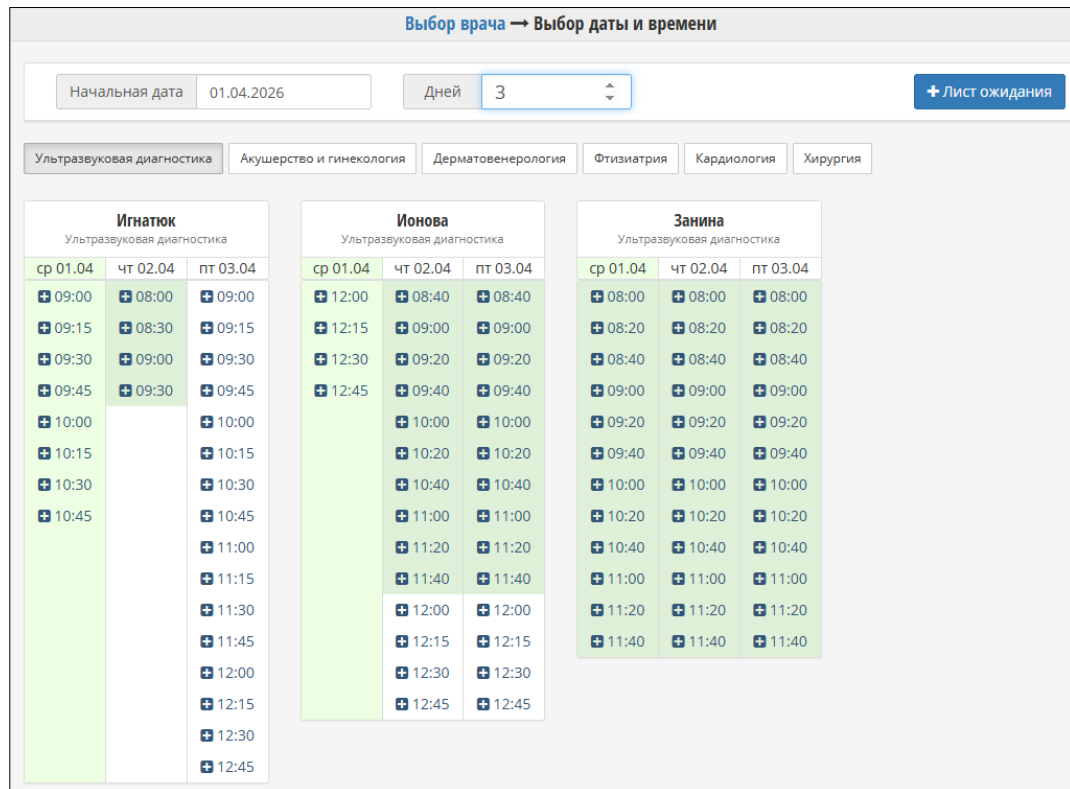 Выбор врача → Выбор даты и времени
Начальная дата 01.04.2026 Дней 3 + Лист ожидания
Ультразвуковая диагностика Акушерство и гинекология Дерматовенерология Фтизиатрия Кардиология Хирургия
Игнатюк Ионова Занина
Ультразвуковая диагностика Ультразвуковая диагностика Ультразвуковая диагностика
ср 01.04 чт 02.04 пт 03.04 ср 01.04 чт 02.04 пт 03.04 ср 01.04 чт 02.04 пт 03.04
09:00 08:00 09:00 12:00 08:40 08:40 08:00 08:00 08:00
09:15 08:30 09:15 12:15 09:00 09:00 08:20 08:20 08:20
09:30 09:00 09:30 12:30 09:20 09:20 08:40 08:40 08:40
09:45 09:30 09:45 12:45 09:40 09:40 09:00 09:00 09:00
10:00 10:00 10:00 10:00 09:20 09:20 09:20
10:15 10:15 10:20 10:20 09:40 09:40 09:40
10:30 10:30 10:40 10:40 10:00 10:00 10:00
10:45 10:45 11:00 11:00 10:20 10:20 10:20
11:00 11:20 11:20 10:40 10:40 10:40
11:15 11:40 11:40 11:00 11:00 11:00
11:30 12:00 12:00 11:20 11:20 11:20
11:45 12:15 12:15 11:40 11:40 11:40
12:00 12:30 12:30
12:15 12:45 12:45
12:30
12:45